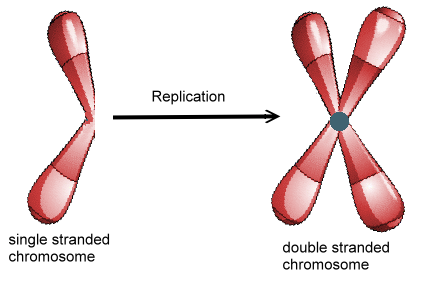 Replication
single stranded
chromosome
double stranded
chromosome